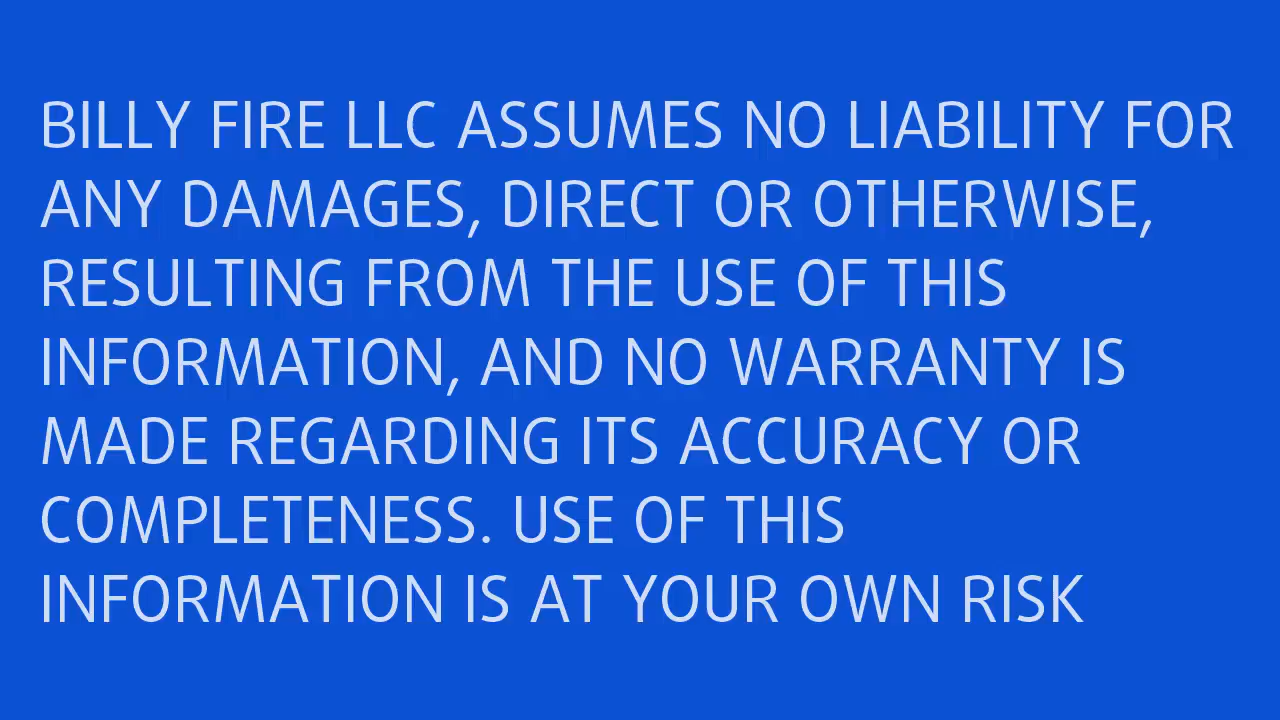 BILLY FIRE LLC ASSUMES NO LIABILITY FOR
ANY DAMAGES, DIRECT OR OTHERWISE,
RESULTING FROM THE USE OF THIS
INFORMATION, AND NO WARRANTY IS
MADE REGARDING ITS ACCURACY OR
COMPLETENESS. USE OF THIS
INFORMATION IS AT YOUR OWN RISK